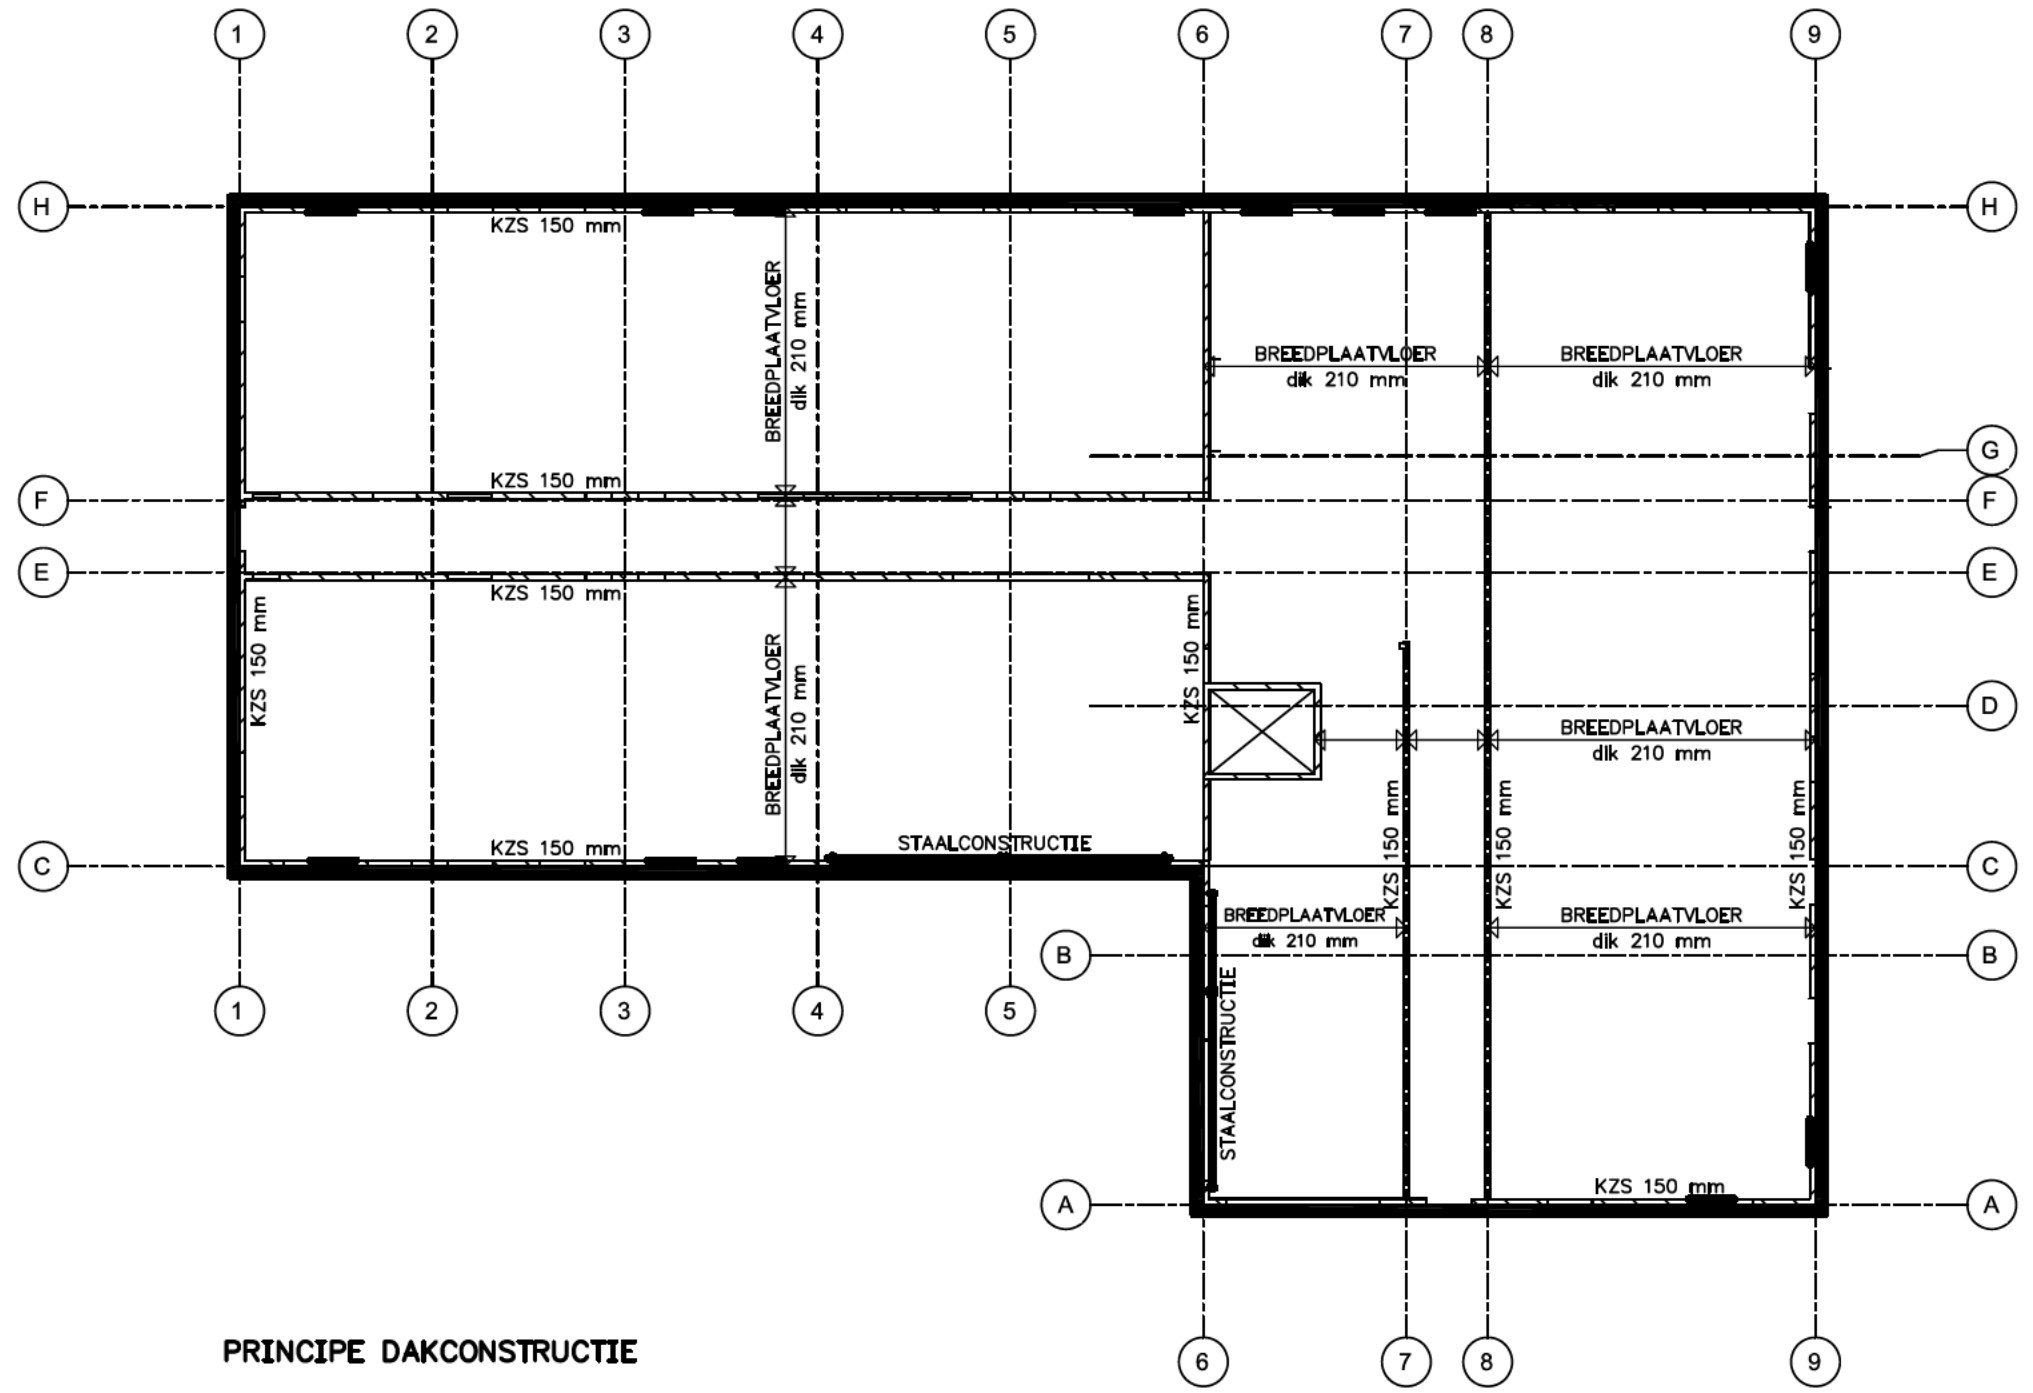 1 2 3 4 5 6 7 8 9
H H
KZS 150 mm
BREEDPLAATVLOER
dik 210 mm
BREEDPLAATVLOER
dik 210 mm
BREEDPLAATVLOER
dik 210 mm
G
KZS 150 mm
F F
E E
KZS 150 mm
KZS 150 mm
BREEDPLAATVLOER
dik 210 mm
KZS 150 mm
D
BREEDPLAATVLOER
dik 210 mm
KZS 150 mm
KZS 150 mm
KZS 150 mm
STAALCONSTRUCTIE
KZS 150 mm
C C
BREEDPLAATVLOER
dik 210 mm
BREEDPLAATVLOER
dik 210 mm
B B
STAALCONSTRUCTIE
1 2 3 4 5
KZS 150 mm
A A
PRINCIPE DAKCONSTRUCTIE
6 7 8 9